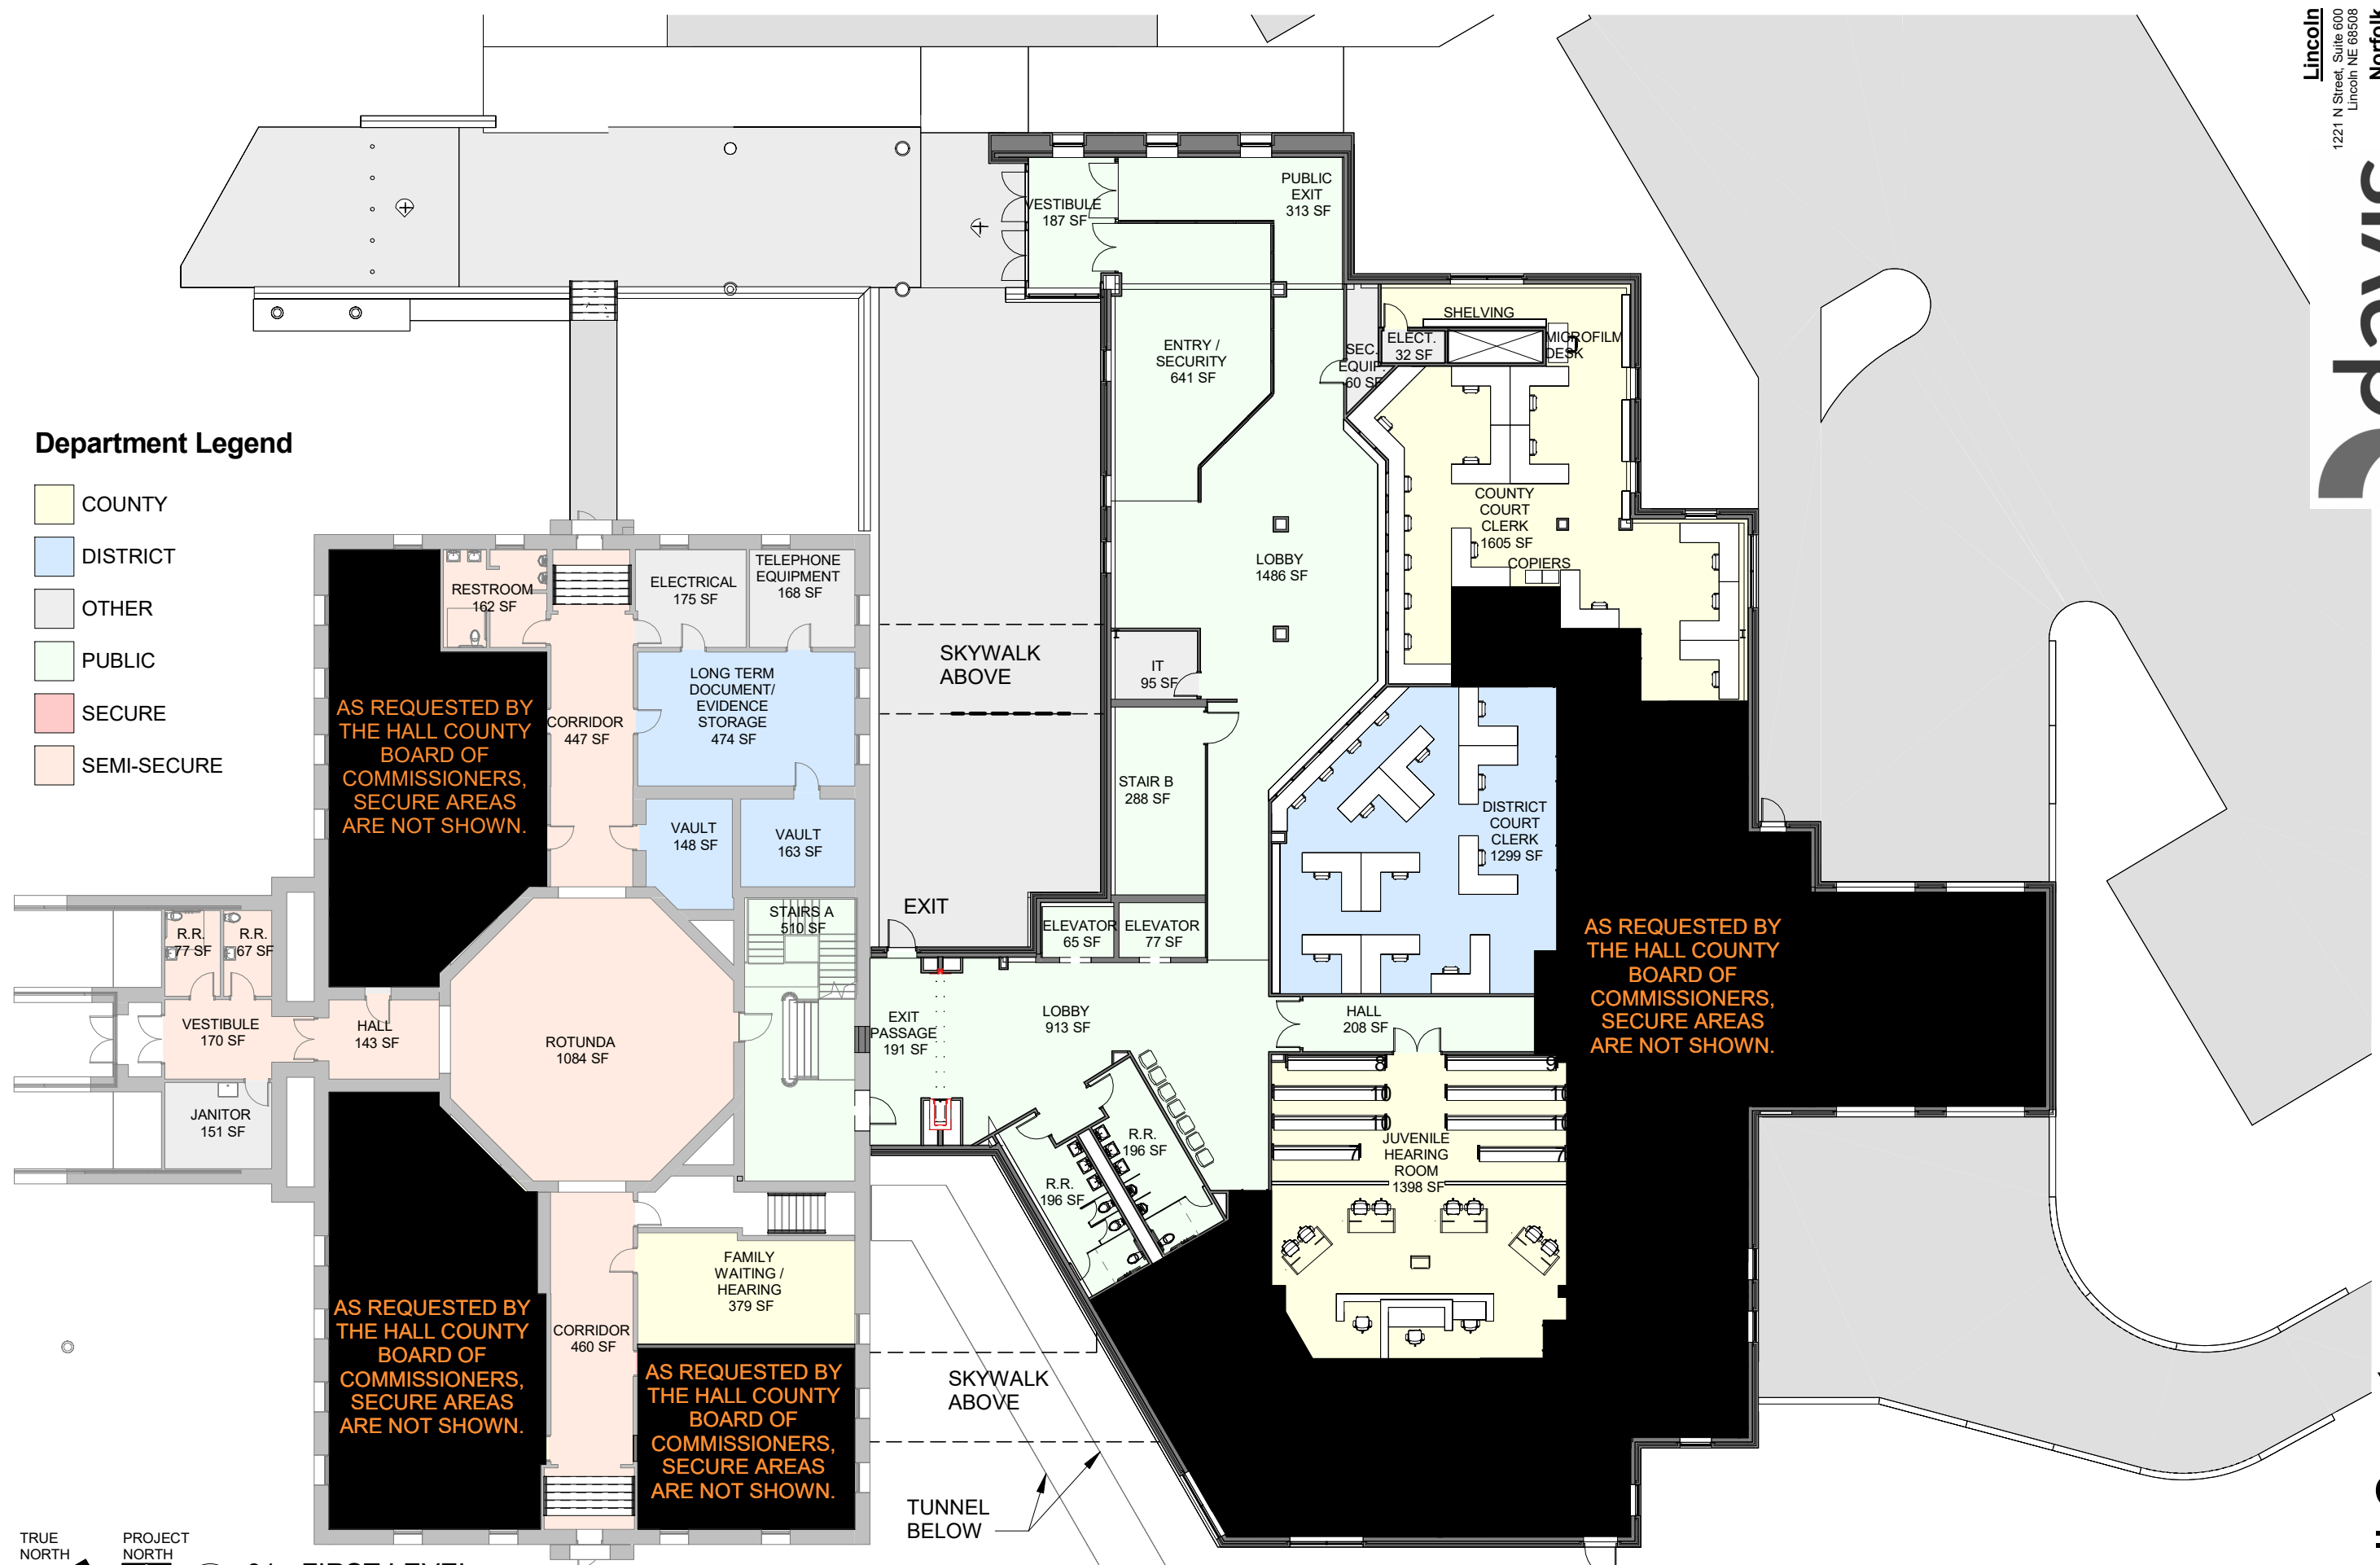 Lincoln
1221 N Street, Suite 600
Lincoln NE 68508
Norfolk
davis
VESTIBULE
187 SF
PUBLIC
EXIT
313 SF
SHELVING
ELECT.
32 SF
MICROFILM
DESK
SEC.
EQUIP.
60 SF
ENTRY /
SECURITY
641 SF
Department Legend
COUNTY
DISTRICT
OTHER
PUBLIC
SECURE
SEMI-SECURE
COUNTY
COURT
CLERK
1605 SF
COPIERS
LOBBY
1486 SF
RESTROOM
162 SF
ELECTRICAL
175 SF
TELEPHONE
EQUIPMENT
168 SF
SKYWALK
ABOVE
IT
95 SF
LONG TERM
DOCUMENT/
EVIDENCE
STORAGE
474 SF
CORRIDOR
447 SF
AS REQUESTED BY
THE HALL COUNTY
BOARD OF
COMMISSIONERS,
SECURE AREAS
ARE NOT SHOWN.
STAIR B
288 SF
DISTRICT
COURT
CLERK
1299 SF
VAULT
148 SF
VAULT
163 SF
EXIT
STAIRS A
510 SF
ELEVATOR
65 SF
ELEVATOR
77 SF
AS REQUESTED BY
THE HALL COUNTY
BOARD OF
COMMISSIONERS,
SECURE AREAS
ARE NOT SHOWN.
R.R.
77 SF
R.R.
67 SF
VESTIBULE
170 SF
HALL
143 SF
ROTUNDA
1084 SF
EXIT
PASSAGE
191 SF
LOBBY
913 SF
HALL
208 SF
JANITOR
151 SF
R.R.
196 SF
R.R.
196 SF
JUVENILE
HEARING
ROOM
1398 SF
FAMILY
WAITING /
HEARING
379 SF
AS REQUESTED BY
THE HALL COUNTY
BOARD OF
COMMISSIONERS,
SECURE AREAS
ARE NOT SHOWN.
CORRIDOR
460 SF
AS REQUESTED BY
THE HALL COUNTY
BOARD OF
COMMISSIONERS,
SECURE AREAS
ARE NOT SHOWN.
SKYWALK
ABOVE
TUNNEL
BELOW
TRUE
NORTH
PROJECT
NORTH
FIRST LEVEL